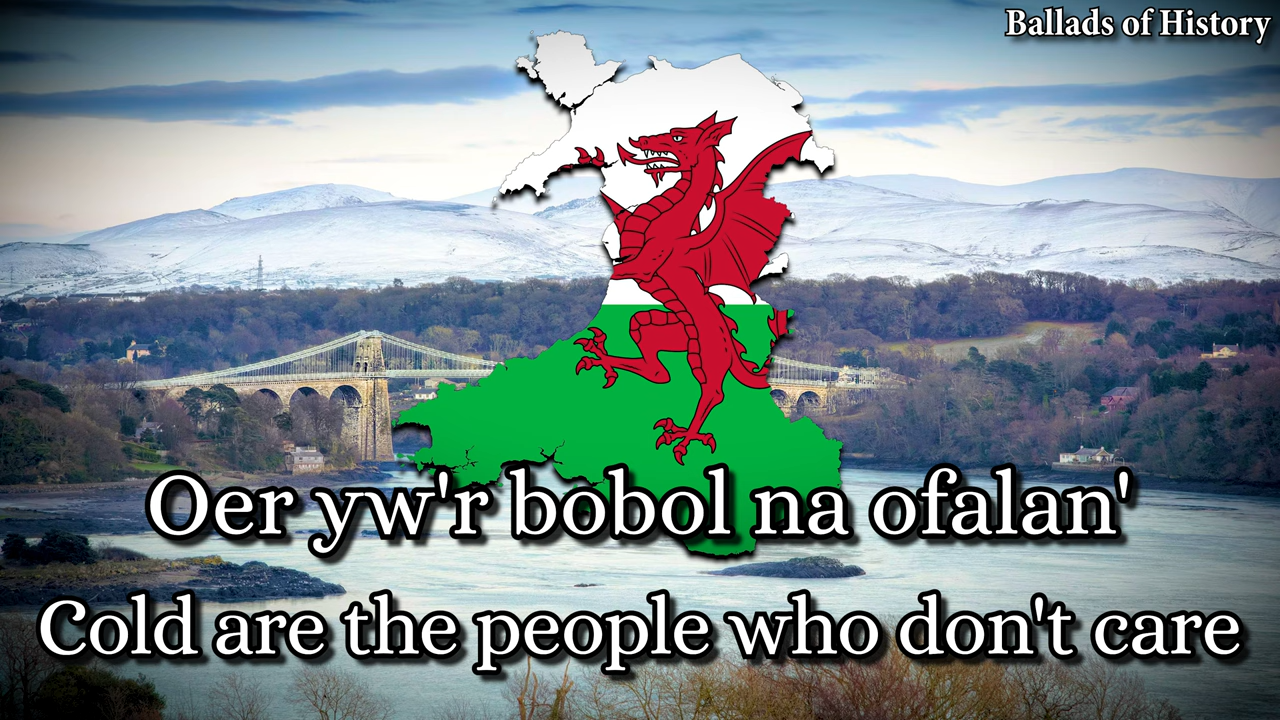 Ballads of History
Oer yw'r bobol na ofalan'
Cold are the people who don't care